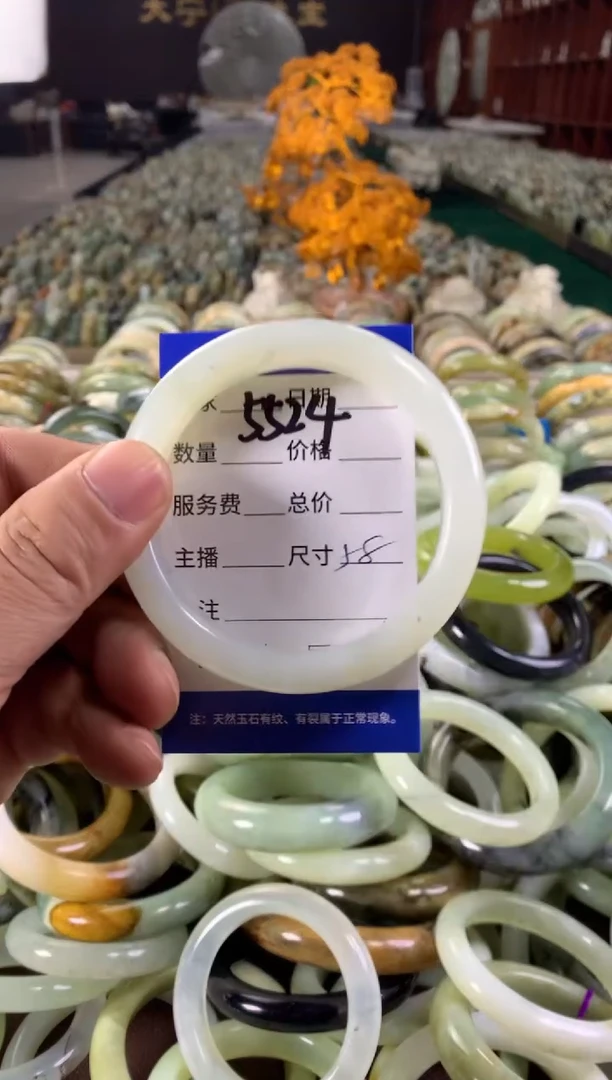 家 5524 日期
数量 价格
服务费 总价
主播 尺寸 58
注
注：天然玉石有纹、有裂属于正常现象。